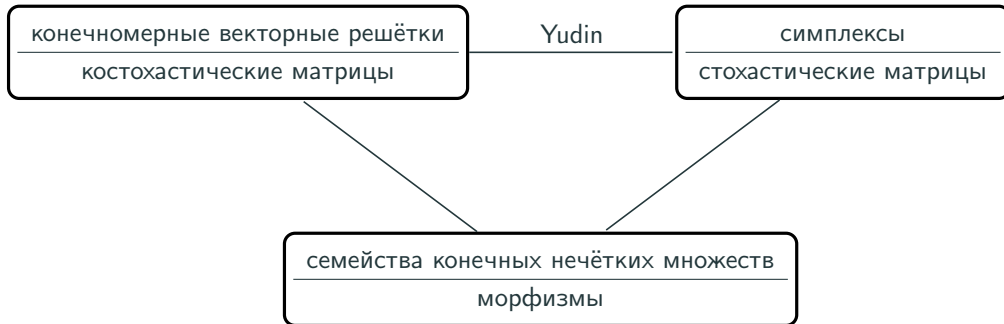 конечномерные векторные решётки
костохастические матрицы
Yudin
симплексы
стохастические матрицы
семейства конечных нечётких множеств
морфизмы